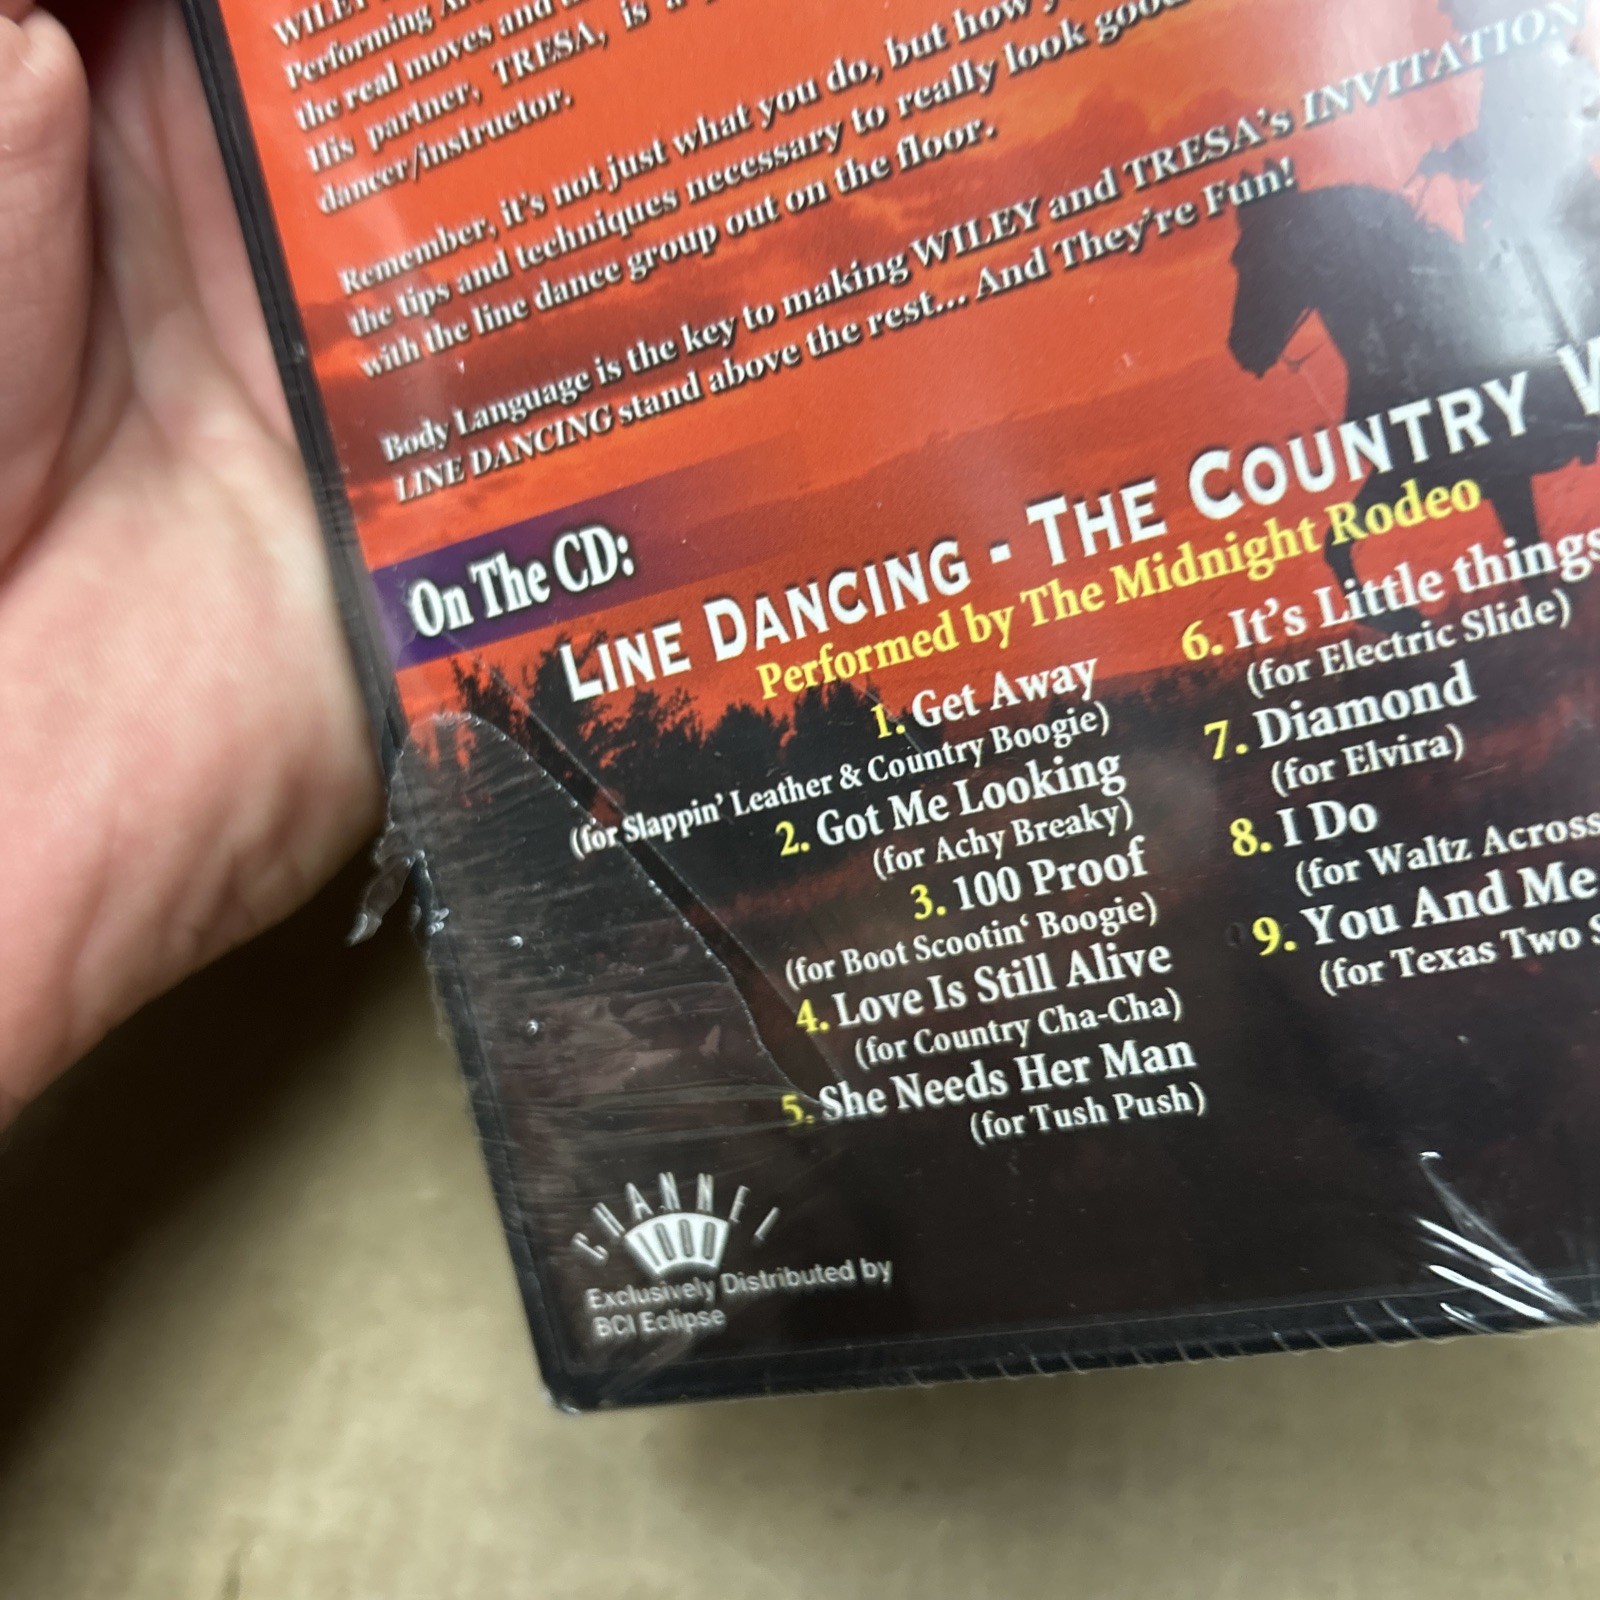 WILEY
Performing
the real moves and
His partner, TRESA, is a
dancer/instructor.
Remember, it's not just what you do, but how
the tips and techniques necessary to really look good
with the line dance group out on the floor.
Body Language is the key to making WILEY and TRESA's INVITATION
LINE DANCING stand above the rest... And They're Fun!
On The CD:
LINE DANCING - THE COUNTRY
Performed by The Midnight Rodeo
1. Get Away
(for Slappin' Leather & Country Boogie)
2. Got Me Looking
(for Achy Breaky)
3. 100 Proof
(for Boot Scootin‘ Boogie)
4. Love Is Still Alive
(for Country Cha-Cha)
5. She Needs Her Man
(for Tush Push)
6. It's Little things
(for Electric Slide)
7. Diamond
(for Elvira)
8. I Do
(for Waltz Across
9. You And Me
(for Texas Two
CHANNEL
1000
Exclusively Distributed by
BCI Eclipse